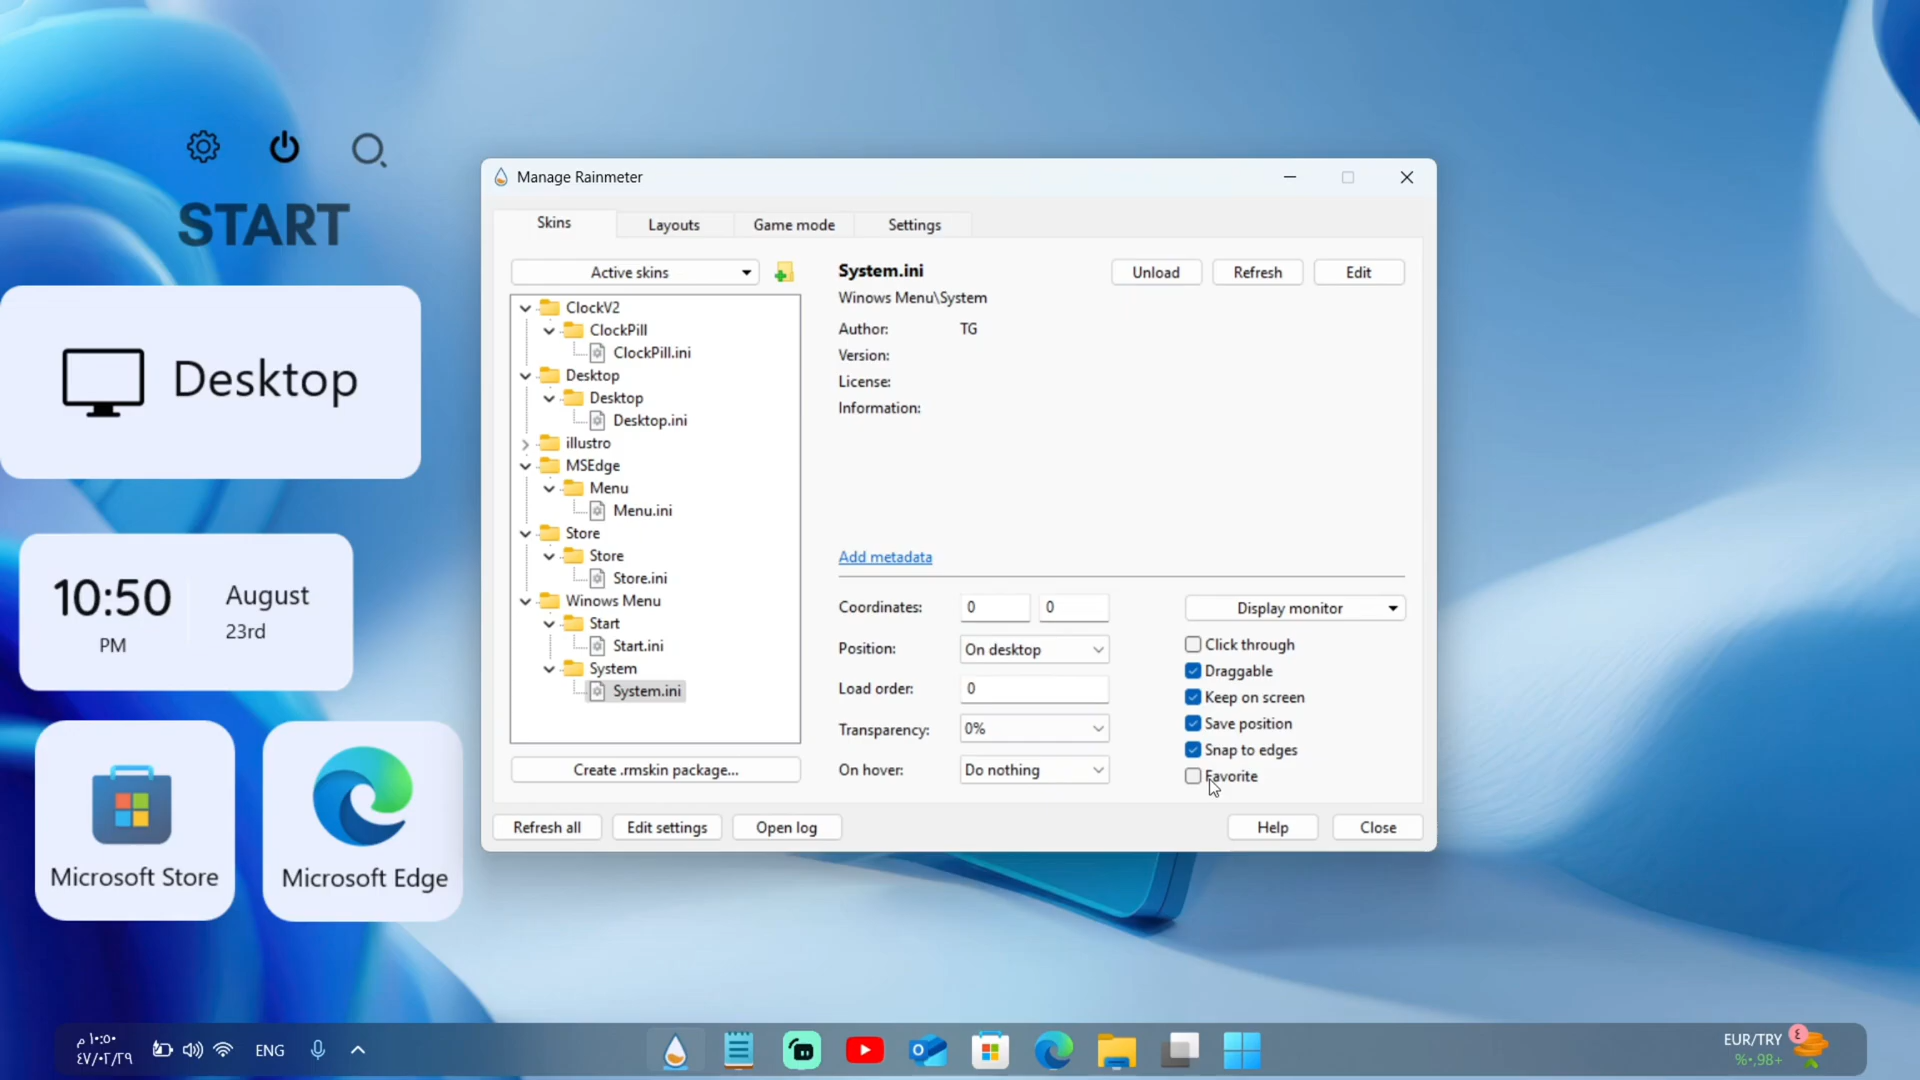 START
Desktop
10:50
PM
August
23rd
Microsoft Store
Microsoft Edge
Manage Rainmeter
Skins
Layouts
Game mode
Settings
Active skins
ClockV2
ClockPill
ClockPill.ini
Desktop
Desktop
Desktop.ini
illustro
MSEdge
Menu
Menu.ini
Store
Store
Store.ini
Winows Menu
Start
Start.ini
System
System.ini
Create .rmskin package...
System.ini
Winows Menu\System
Unload
Refresh
Edit
Author: TG
Version:
License:
Information:
Add metadata
Coordinates: 0 0
Position: On desktop
Load order: 0
Transparency: 0%
On hover: Do nothing
Display monitor
Click through
Draggable
Keep on screen
Save position
Snap to edges
Favorite
Refresh all
Edit settings
Open log
Help
Close
١٠:٥٠ م
٤٧/٠٢/٢٩
ENG
EUR/TRY
%٠,98+
٤